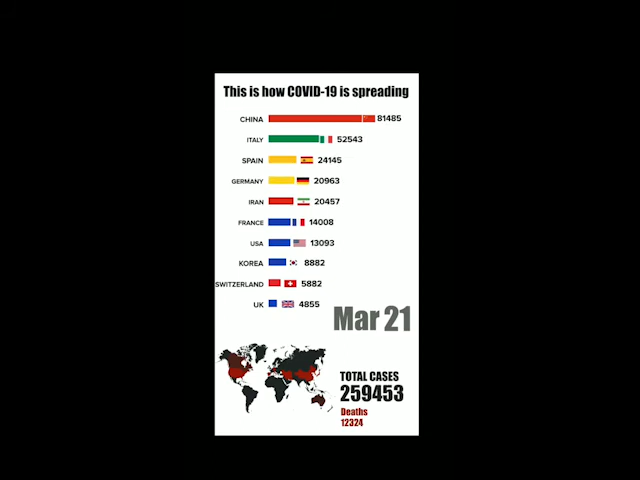 This is how COVID-19 is spreading
CHINA 81485
ITALY 52543
SPAIN 24145
GERMANY 20963
IRAN 20457
FRANCE 14008
USA 13093
KOREA 8882
SWITZERLAND 5882
UK 4855
Mar 21
TOTAL CASES
259453
Deaths
12324